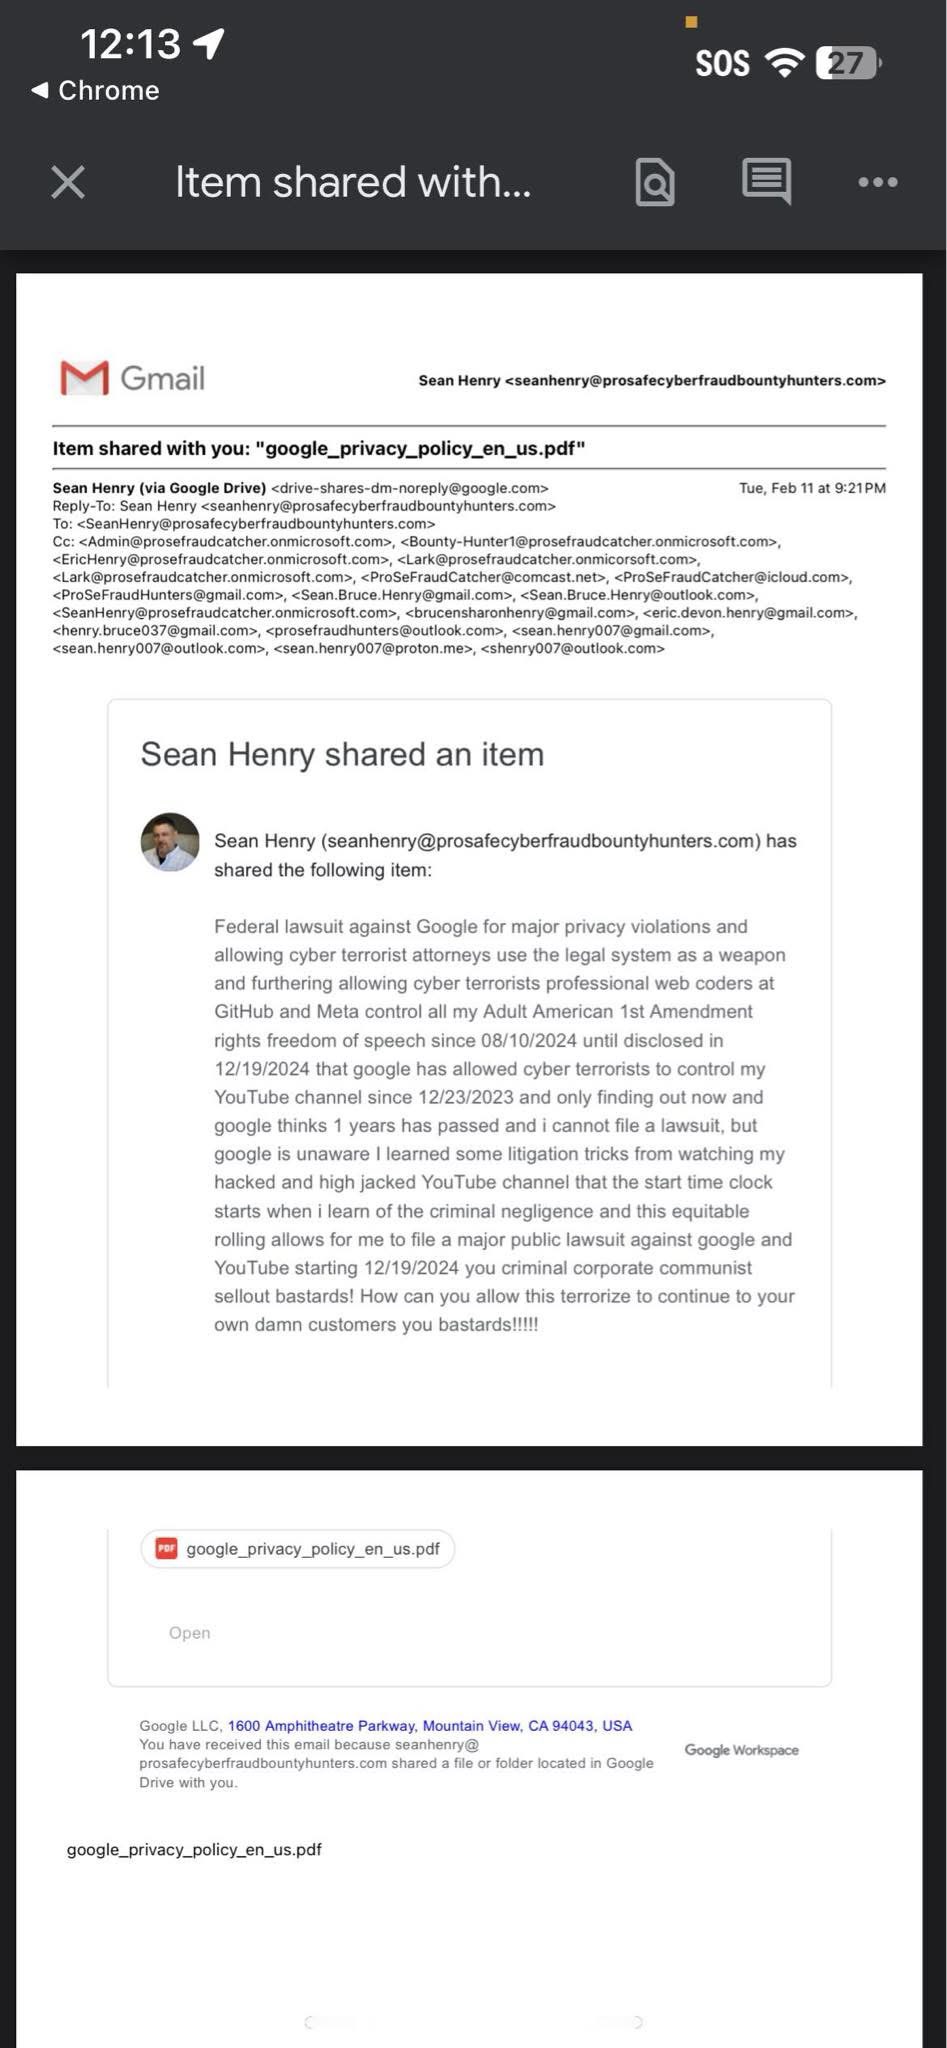 12:13
SOS 27
◄ Chrome
Item shared with...
Gmail
Sean Henry <seanhenry@prosafecyberfraudbountyhunters.com>
Item shared with you: "google_privacy_policy_en_us.pdf"
Sean Henry (via Google Drive) <drive-shares-dm-noreply@google.com> Tue, Feb 11 at 9:21 PM
Reply-To: Sean Henry <seanhenry@prosafecyberfraudbountyhunters.com>
To: <SeanHenry@prosafecyberfraudbountyhunters.com>
Cc: <Admin@prosefraudcatcher.onmicrosoft.com>, <Bounty-Hunter1@prosefraudcatcher.onmicrosoft.com>,
<EricHenry@prosefraudcatcher.onmicrosoft.com>, <Lark@prosefraudcatcher.onmicorsoft.com>,
<Lark@prosefraudcatcher.onmicrosoft.com>, <ProSeFraudCatcher@comcast.net>, <ProSeFraudCatcher@icloud.com>,
<ProSeFraudHunters@gmail.com>, <Sean.Bruce.Henry@gmail.com>, <Sean.Bruce.Henry@outlook.com>,
<SeanHenry@prosefraudcatcher.onmicrosoft.com>, <brucensharonhenry@gmail.com>, <eric.devon.henry@gmail.com>,
<henry.bruce037@gmail.com>, <prosefraudhunters@outlook.com>, <sean.henry007@gmail.com>,
<sean.henry007@outlook.com>, <sean.henry007@proton.me>, <shenry007@outlook.com>
Sean Henry shared an item
Sean Henry (seanhenry@prosafecyberfraudbountyhunters.com) has
shared the following item:
Federal lawsuit against Google for major privacy violations and
allowing cyber terrorist attorneys use the legal system as a weapon
and furthering allowing cyber terrorists professional web coders at
GitHub and Meta control all my Adult American 1st Amendment
rights freedom of speech since 08/10/2024 until disclosed in
12/19/2024 that google has allowed cyber terrorists to control my
YouTube channel since 12/23/2023 and only finding out now and
google thinks 1 years has passed and i cannot file a lawsuit, but
google is unaware I learned some litigation tricks from watching my
hacked and high jacked YouTube channel that the start time clock
starts when i learn of the criminal negligence and this equitable
rolling allows for me to file a major public lawsuit against google and
YouTube starting 12/19/2024 you criminal corporate communist
sellout bastards! How can you allow this terrorize to continue to your
own damn customers you bastards!!!!!
PDF google_privacy_policy_en_us.pdf
Open
Google LLC, 1600 Amphitheatre Parkway, Mountain View, CA 94043, USA
You have received this email because seanhenry@
prosafecyberfraudbountyhunters.com shared a file or folder located in Google
Drive with you.
Google Workspace
google_privacy_policy_en_us.pdf